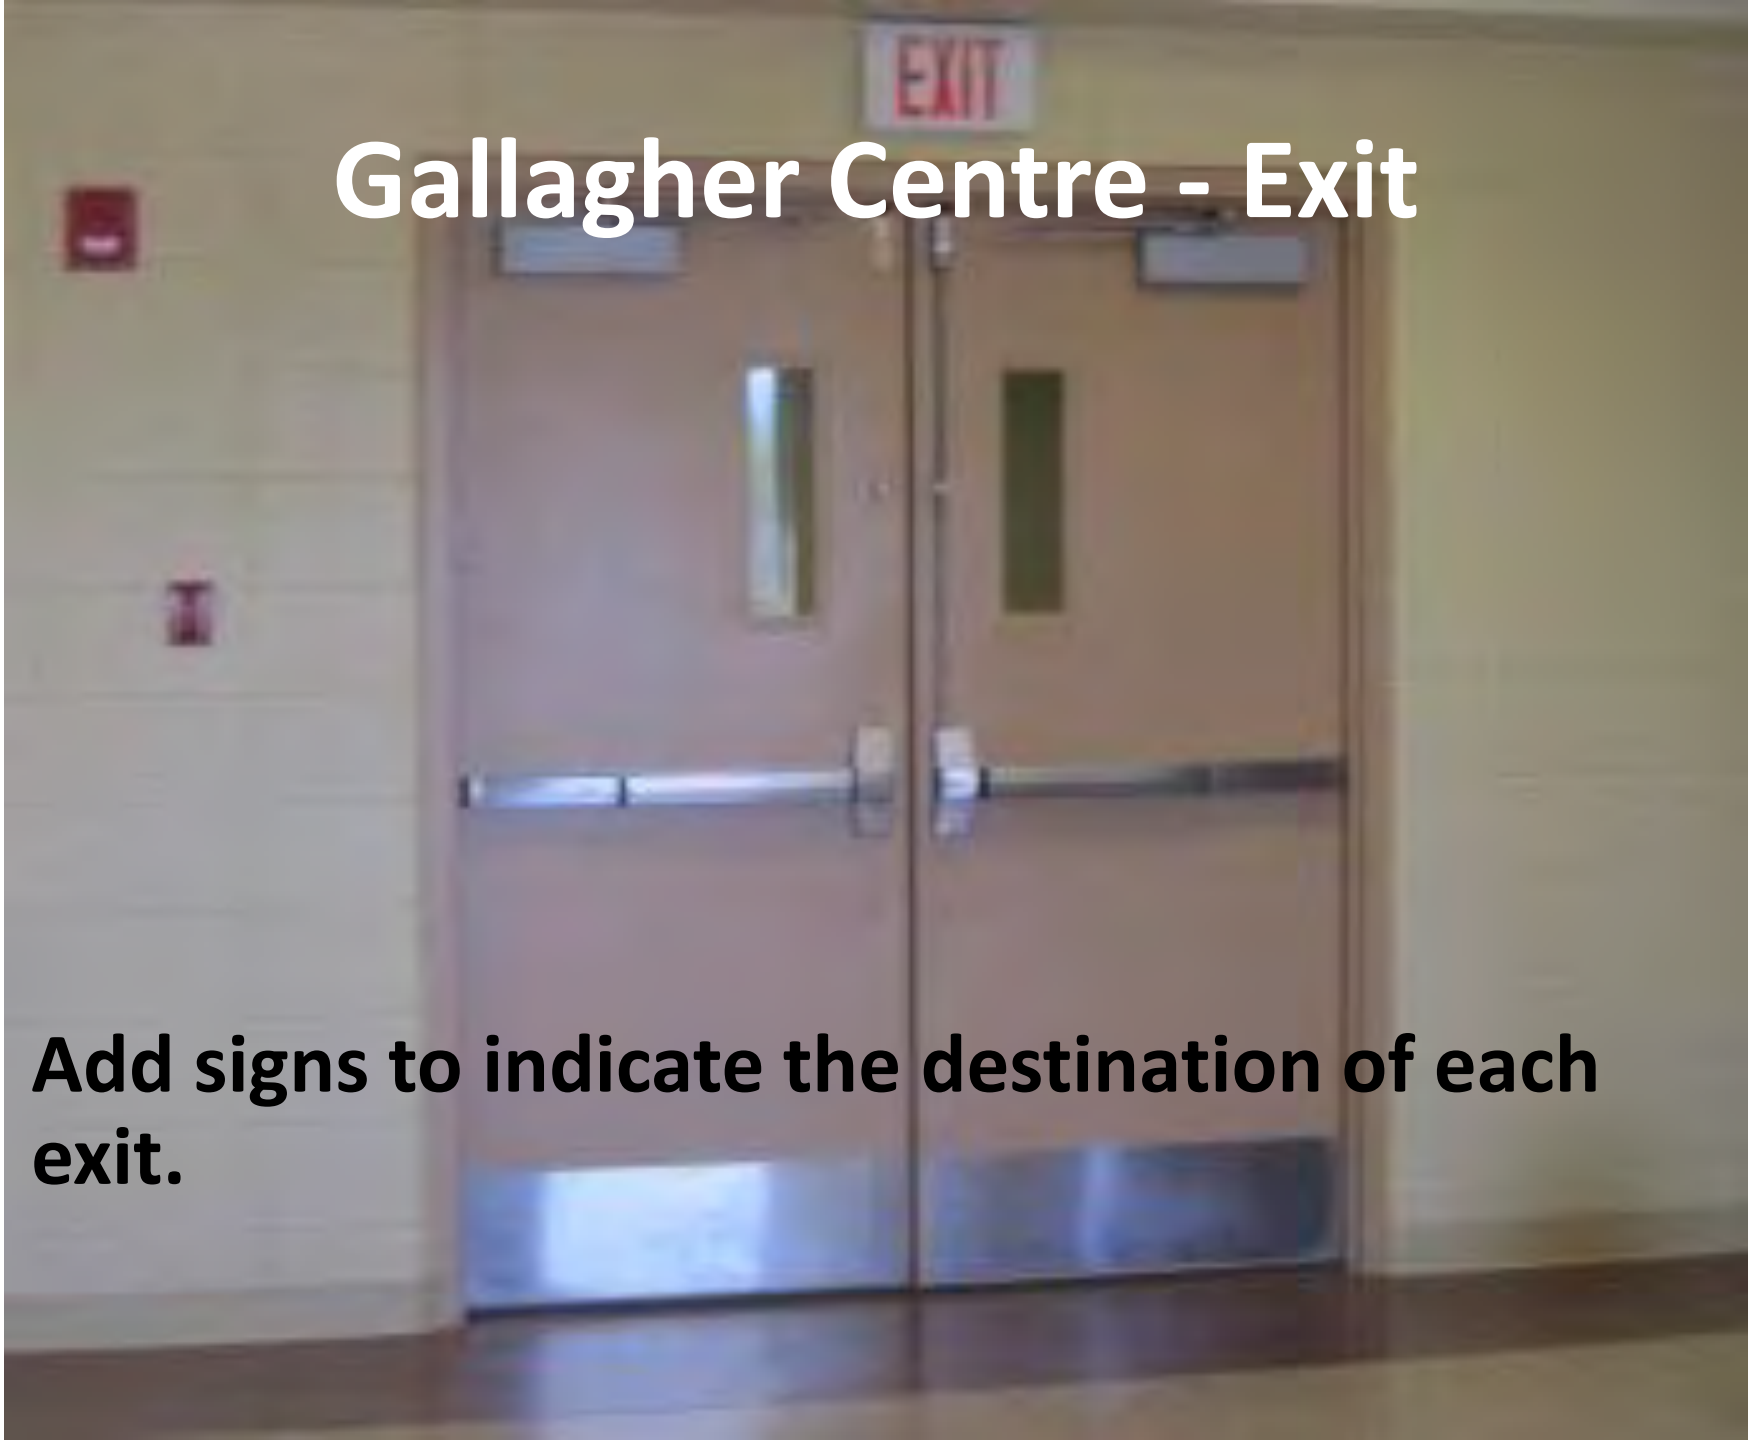 EXIT
Gallagher Centre - Exit
Add signs to indicate the destination of each
exit.